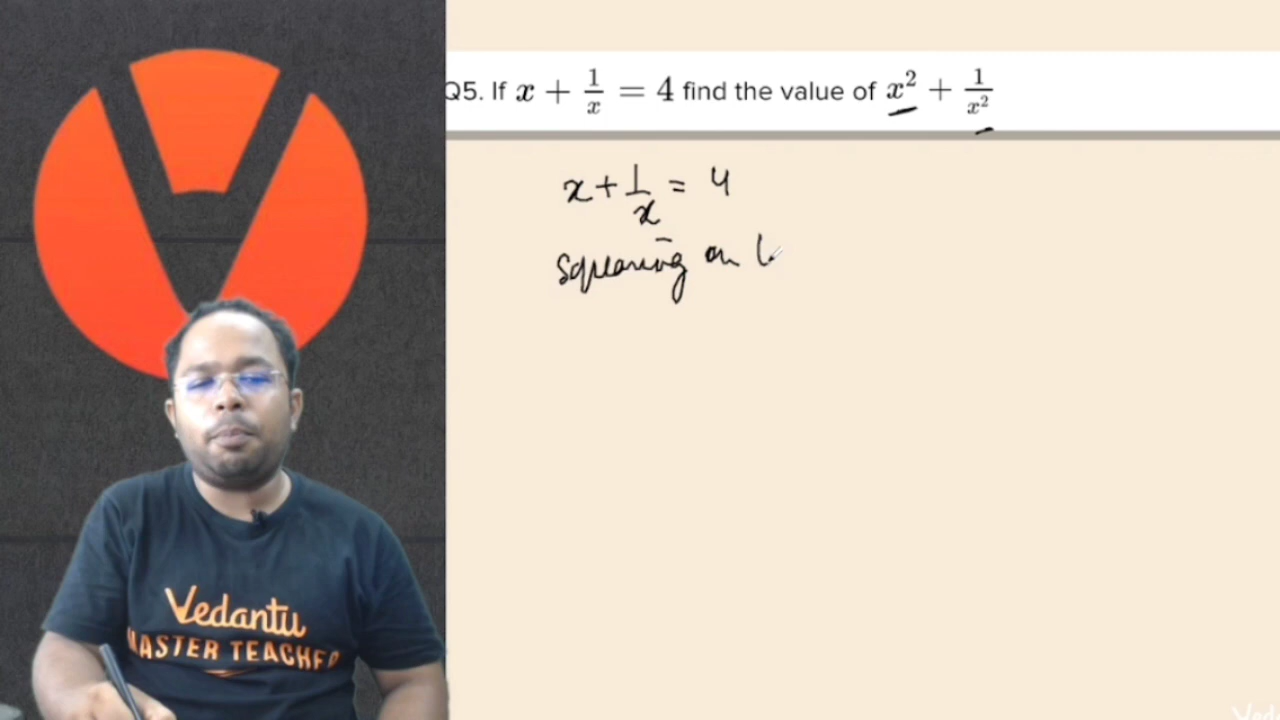 Q5. If x + 1/x = 4 find the value of x² + 1/x²
x + 1/x = 4
Squaring on
Vedantu
MASTER TEACHER